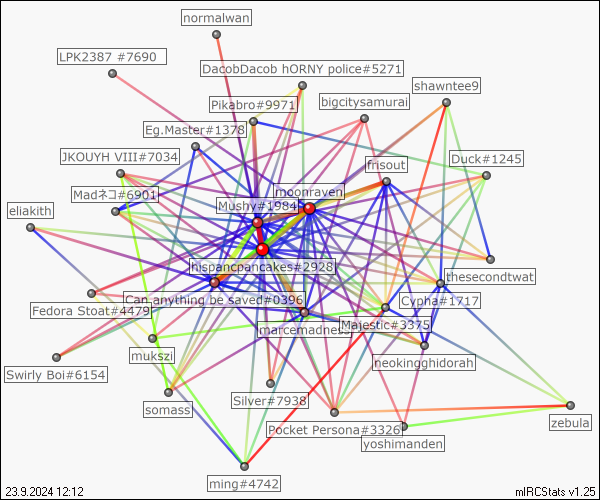 normalwan
LPK2387 #7690
DacobDacob hORNY police#5271
shawntee9
Pikabro#9971
bigcitysamurai
Eg.Master#1378
JKOUYH VIII#7034
frisout
Duck#1245
Madネコ#6901
moonraven
Mushy#1984
eliakith
hispancpancakes#2928
thesecondtwat
Can anything be saved#0396
Cypha#1717
Fedora Stoat#4479
marcemadness
Majestic#3375
mukszi
neokingghidorah
Swirly Boi#6154
Silver#7938
somass
Pocket Persona#3326
zebula
yoshimanden
ming#4742
23.9.2024 12:12
mIRCStats v1.25